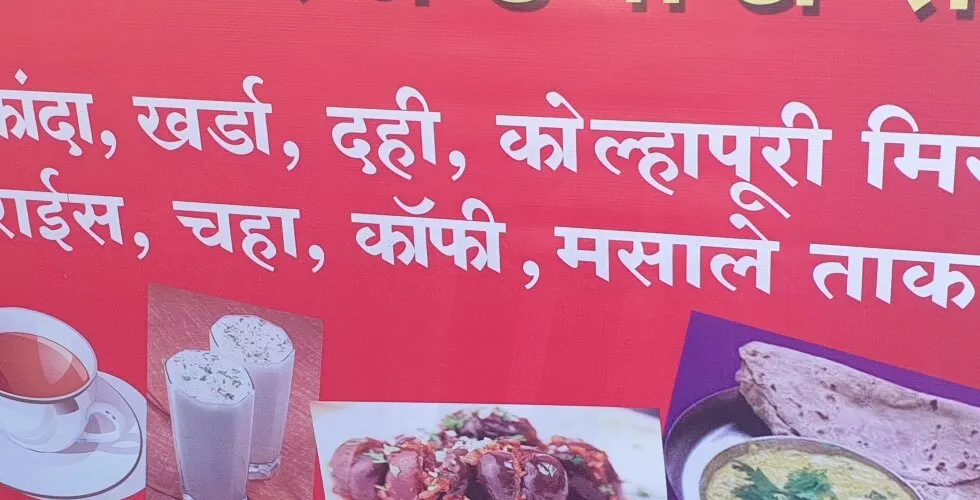 कांदा, खर्डा, दही, कोल्हापूरी
राईस, चहा, कॉफी, मसाले ताक